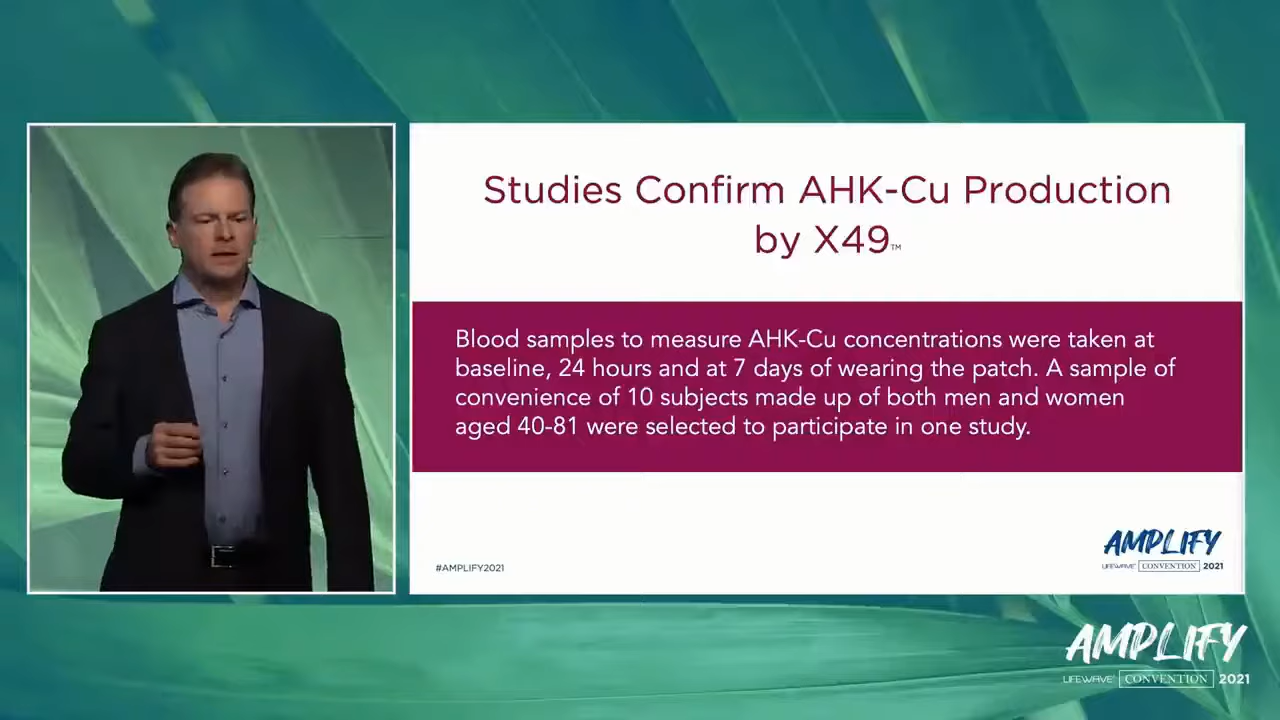 Studies Confirm AHK-Cu Production
by X49™
Blood samples to measure AHK-Cu concentrations were taken at
baseline, 24 hours and at 7 days of wearing the patch. A sample of
convenience of 10 subjects made up of both men and women
aged 40-81 were selected to participate in one study.
#AMPLIFY2021
AMPLIFY
LIFEWAVE CONVENTION 2021
AMPLIFY
LIFEWAVE CONVENTION 2021